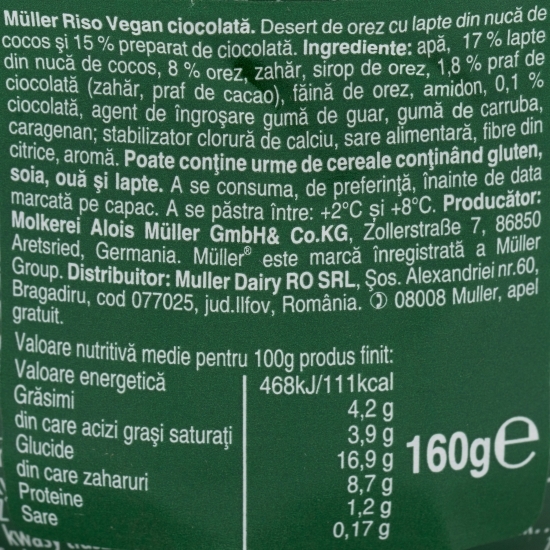 Müller Riso Vegan ciocolată. Desert de orez cu lapte din nucă de
cocos şi 15 % preparat de ciocolată. Ingrediente: apă, 17 % lapte
din nucă de cocos, 8 % orez, zahăr, sirop de orez, 1,8 % praf de
ciocolată (zahăr, praf de cacao), făină de orez, amidon, 0,1 %
ciocolată, agent de îngroşare gumă de guar, gumă de carruba,
caragenan; stabilizator clorură de calciu, sare alimentară, fibre din
citrice, aromă. Poate conţine urme de cereale conţinând gluten,
soia, ouă şi lapte. A se consuma, de preferinţă, înainte de data
marcată pe capac. A se păstra între: +2°C și +8°C. Producător:
Molkerei Alois Müller GmbH& Co.KG, Zollerstraße 7, 86850
Aretsried, Germania. Müller® este marcă înregistrată a Müller
Group. Distribuitor: Muller Dairy RO SRL, Şos. Alexandriei nr.60,
Bragadiru, cod 077025, jud.Ilfov, România. ✆ 08008 Muller, apel
gratuit.
Valoare nutritivă medie pentru 100g produs finit:
Valoare energetică 468kJ/111kcal
Grăsimi 4,2 g
din care acizi graşi saturaţi 3,9 g
Glucide 16,9 g
din care zaharuri 8,7 g
Proteine 1,2 g
Sare 0,17 g
160g℮